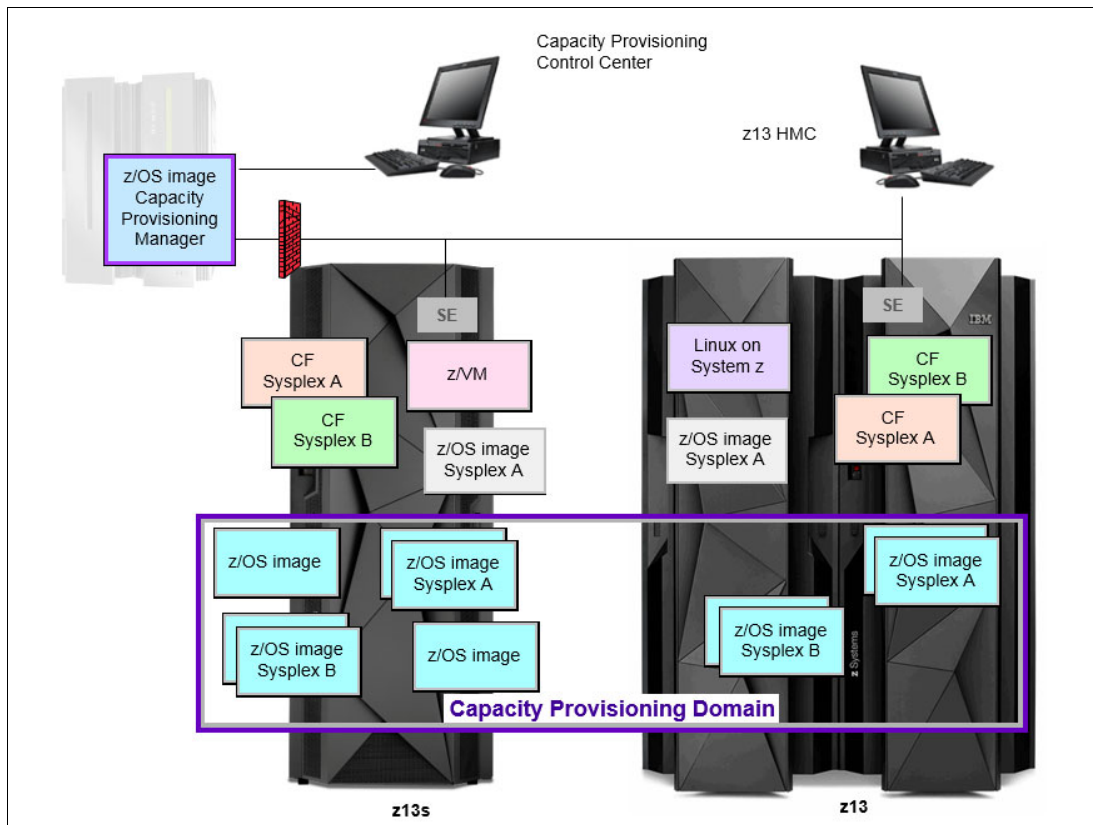 Capacity Provisioning
Control Center
z13 HMC
z/OS image
Capacity
Provisioning
Manager
SE
SE
IBM
CF
Sysplex A
z/VM
Linux on
System z
CF
Sysplex B
CF
Sysplex B
CF
Sysplex A
z/OS image
Sysplex A
z/OS image
Sysplex A
z/OS image
z/OS image
Sysplex A
z/OS image
Sysplex A
z/OS image
Sysplex B
z/OS image
z/OS image
Sysplex B
z Systems
Capacity Provisioning Domain
z13s
z13